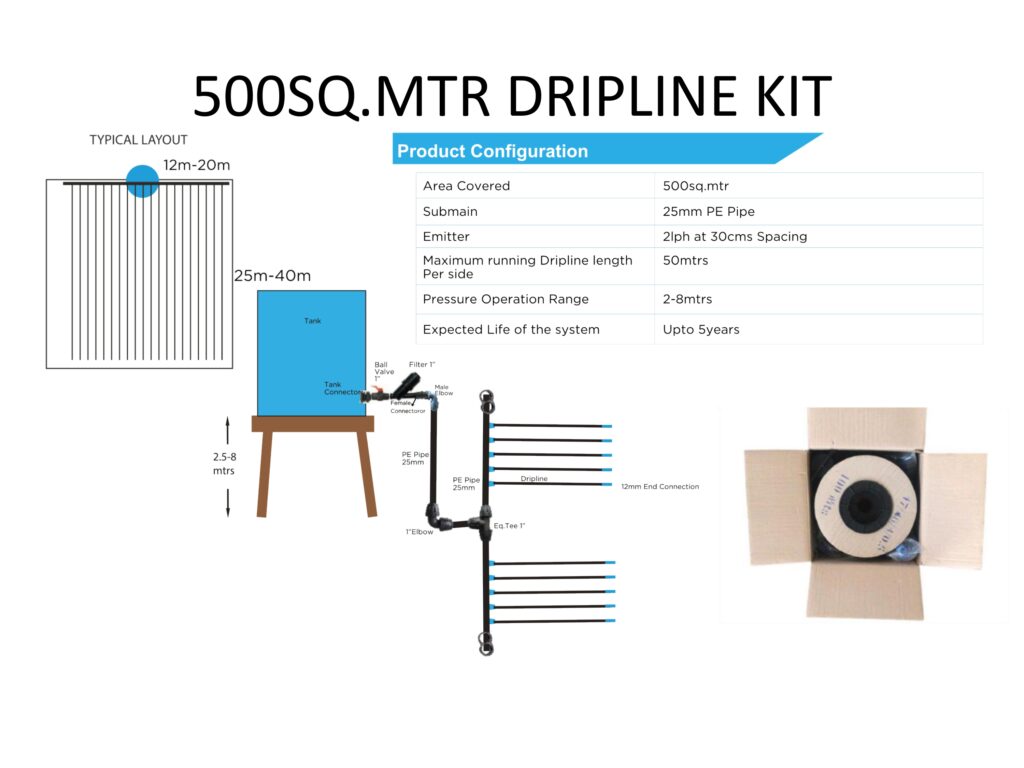 500SQ.MTR DRIPLINE KIT
TYPICAL LAYOUT
12m-20m
25m-40m
Product Configuration
Area Covered 500sq.mtr
Submain 25mm PE Pipe
Emitter 2lph at 30cms Spacing
Maximum running Dripline length 50mtrs
Per side
Pressure Operation Range 2-8mtrs
Expected Life of the system Upto 5years
Tank
Tank
Connector
Ball
Valve
1"
Filter 1"
Male
Elbow
Female
Connectoror
2.5-8
mtrs
PE Pipe
25mm
PE Pipe
25mm
Dripline
12mm End Connection
1"Elbow
Eq.Tee 1"